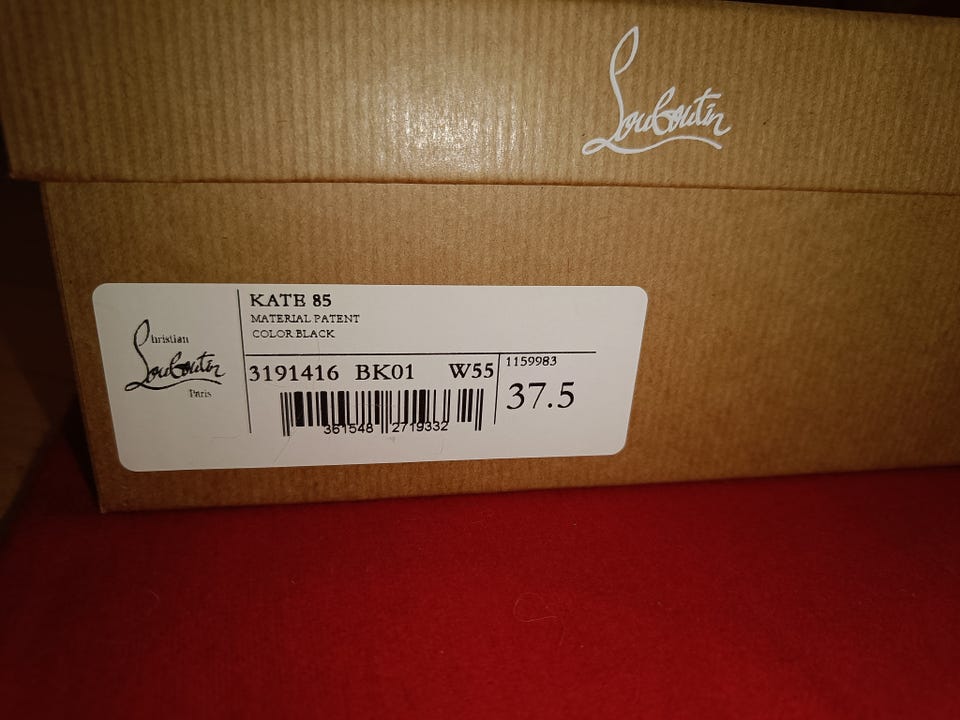 Louboutin
Christian
Louboutin
Paris
KATE 85
MATERIAL PATENT
COLOR BLACK
3191416 BK01 W55
1159983
37.5
361548 2719332